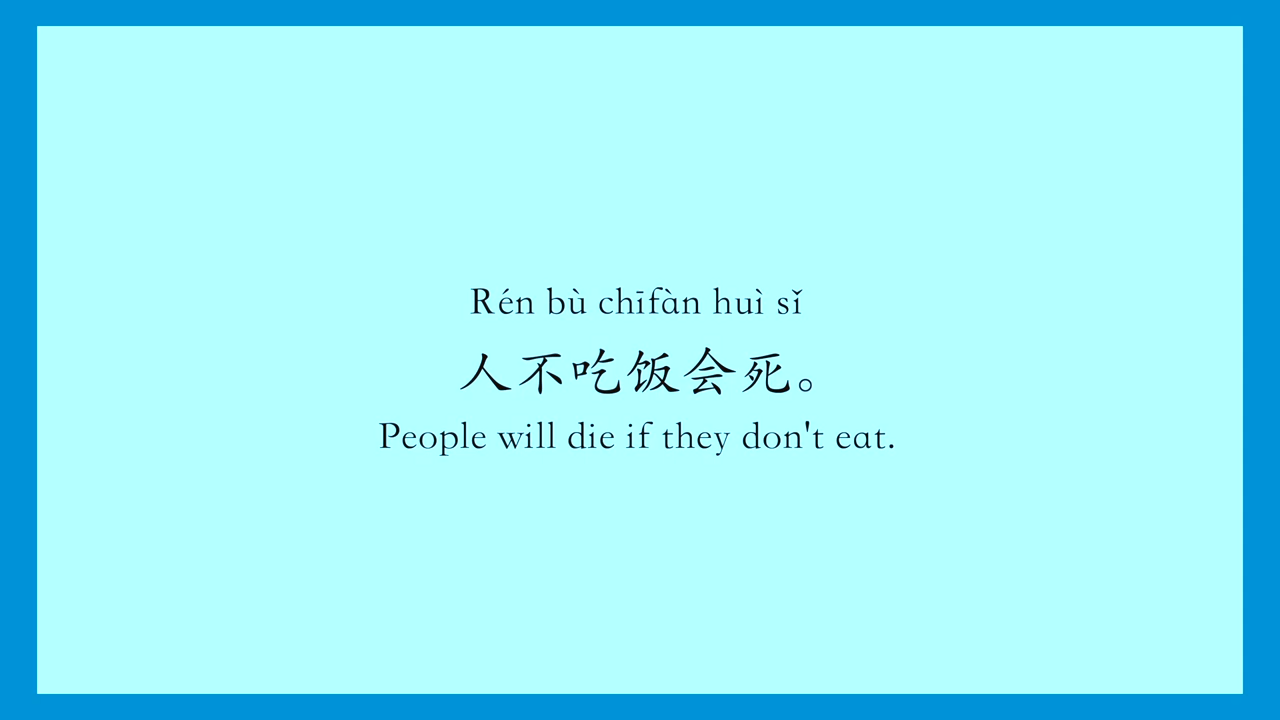 Rén bù chīfàn huì sǐ
人不吃饭会死。
People will die if they don't eat.